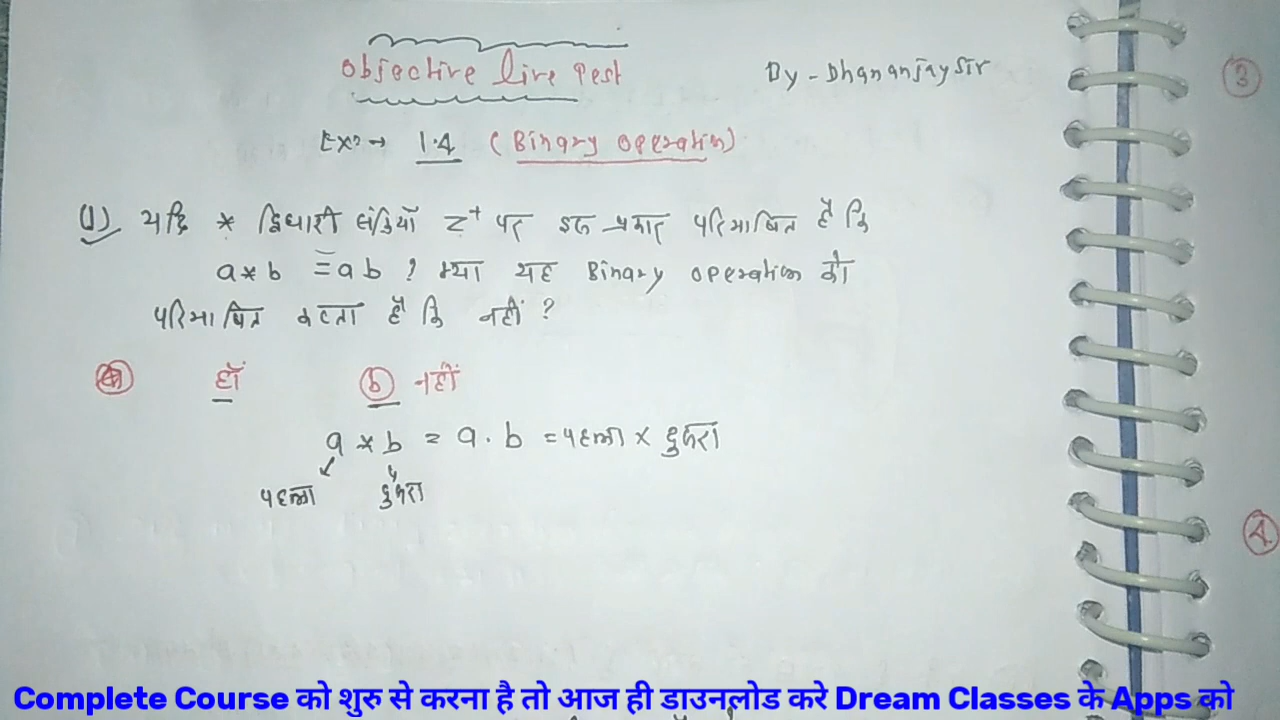 Objective live Test
By - Dhananjay Sir
③
Ex? → 1.4 (Binary Operation)
(1) यदि * द्विधारी संक्रियाँ Z⁺ पर इस प्रकार परिभाषित है कि
a * b = ab ? क्या यह Binary operation को
परिभाषित करता है कि नहीं ?
ⓐ हाँ ⓑ नहीं
a * b = a . b = पहला × दुसरा
पहला दुसरा
④
Complete Course को शुरु से करना है तो आज ही डाउनलोड करे Dream Classes के Apps को